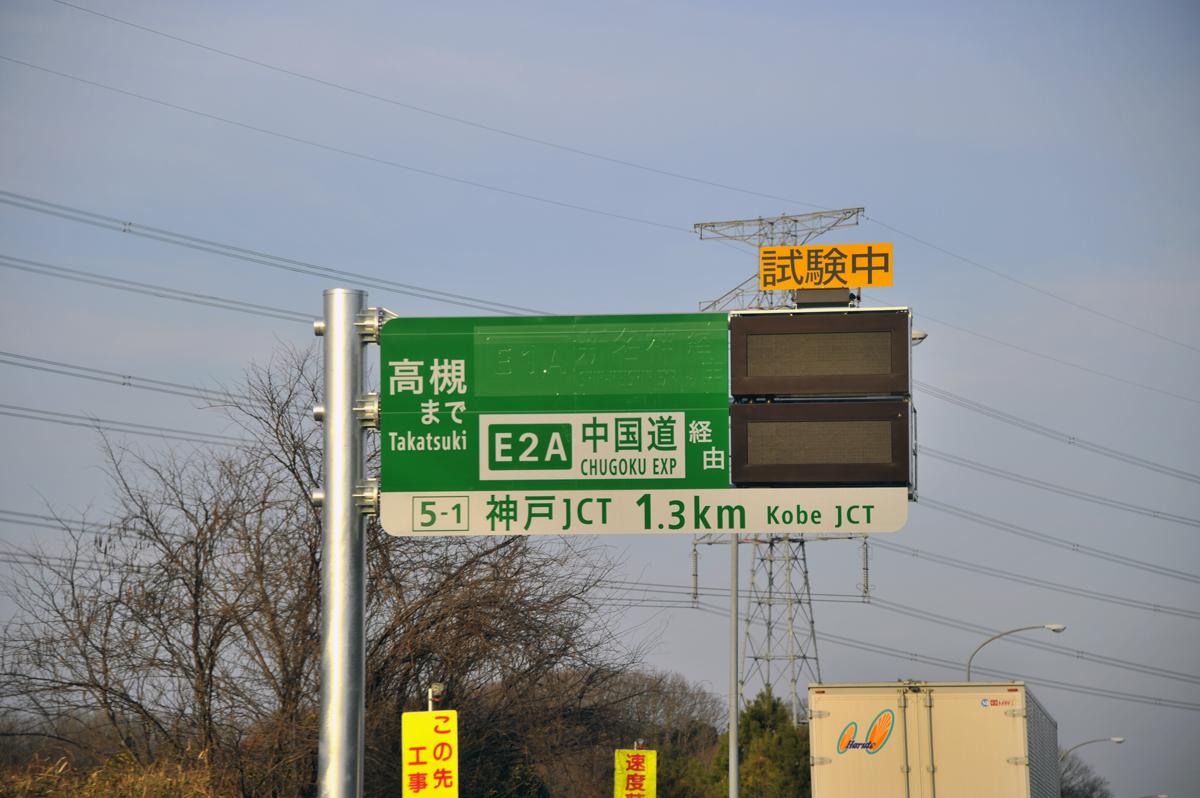 試験中
高槻
まで
Takatsuki
E1A
E2A
中国道
CHUGOKU EXP
経由
5-1 神戸JCT 1.3km Kobe JCT
この先
工事
速度